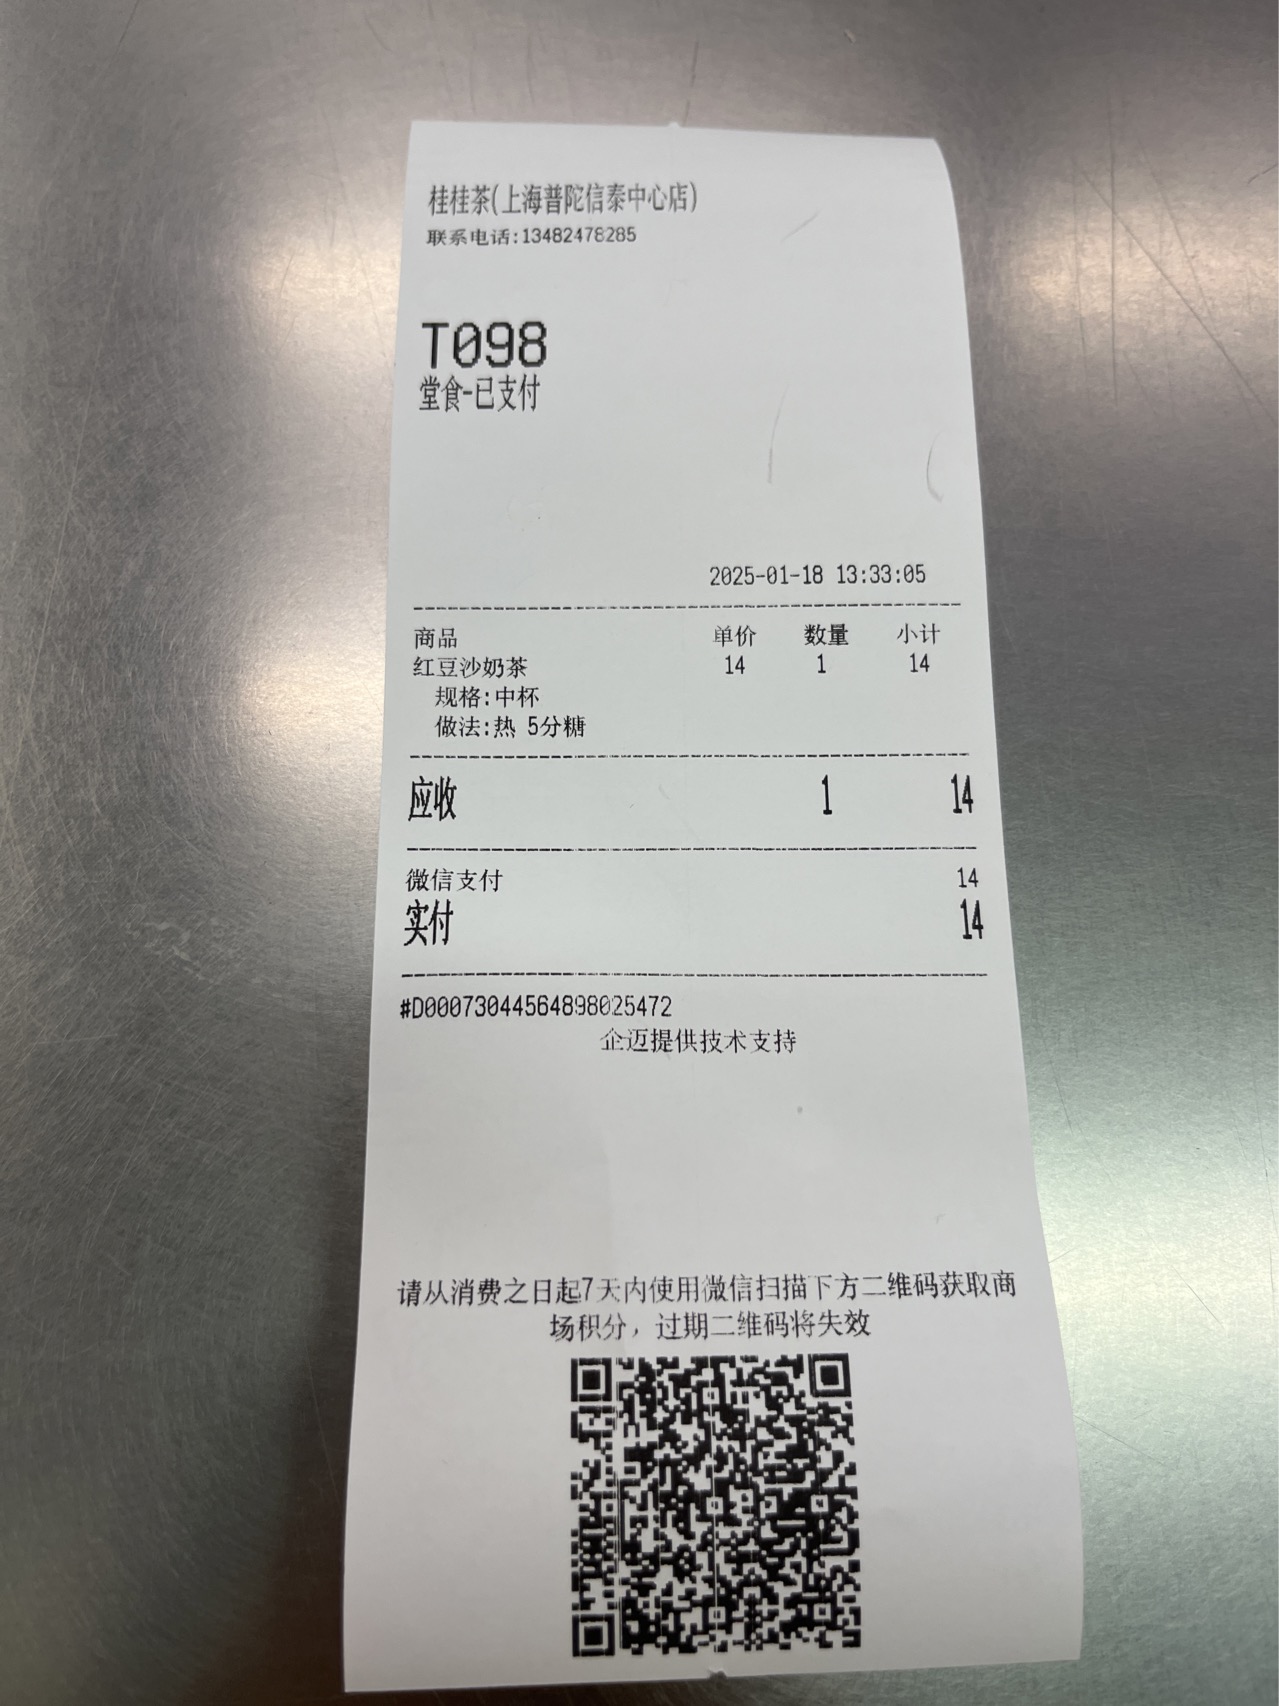 桂桂茶(上海普陀信泰中心店)
联系电话:13482478285
T098
堂食-已支付
2025-01-18 13:33:05
商品 单价 数量 小计
红豆沙奶茶 14 1 14
规格:中杯
做法:热 5分糖
应收 1 14
微信支付 14
实付 14
#D00073044564898025472
企迈提供技术支持
请从消费之日起7天内使用微信扫描下方二维码获取商
场积分，过期二维码将失效